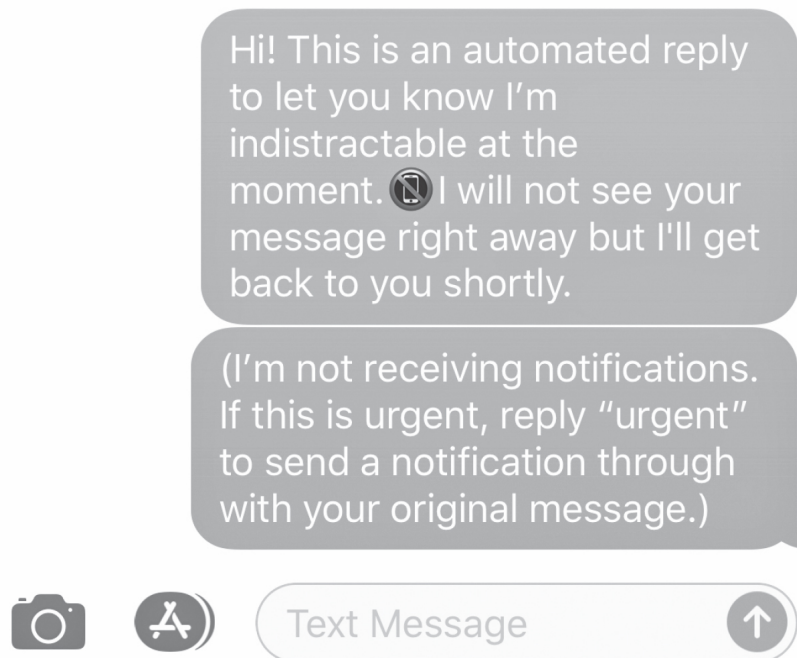 Hi! This is an automated reply
to let you know I’m
indistractable at the
moment. I will not see your
message right away but I'll get
back to you shortly.
(I’m not receiving notifications.
If this is urgent, reply “urgent”
to send a notification through
with your original message.)
Text Message